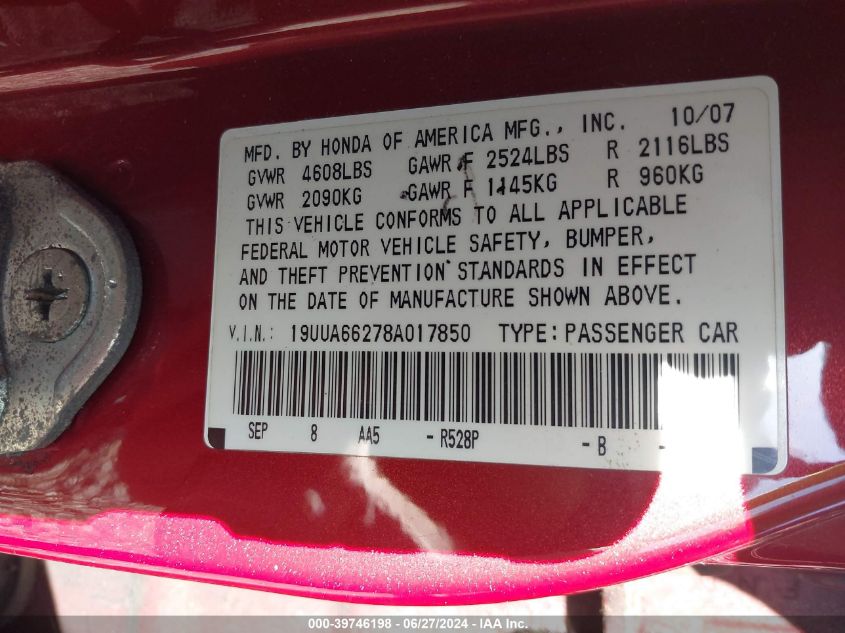 MFD. BY HONDA OF AMERICA MFG., INC. 10/07
GVWR 4608LBS GAWR F 2524LBS R 2116LBS
GVWR 2090KG GAWR F 1145KG R 960KG
THIS VEHICLE CONFORMS TO ALL APPLICABLE
FEDERAL MOTOR VEHICLE SAFETY, BUMPER,
AND THEFT PREVENTION STANDARDS IN EFFECT
ON THE DATE OF MANUFACTURE SHOWN ABOVE.
V.I.N.: 19UUA66278A017850 TYPE: PASSENGER CAR
SEP 8 AA5 - R528P - B -
000-39746198 - 06/27/2024 - IAA Inc.